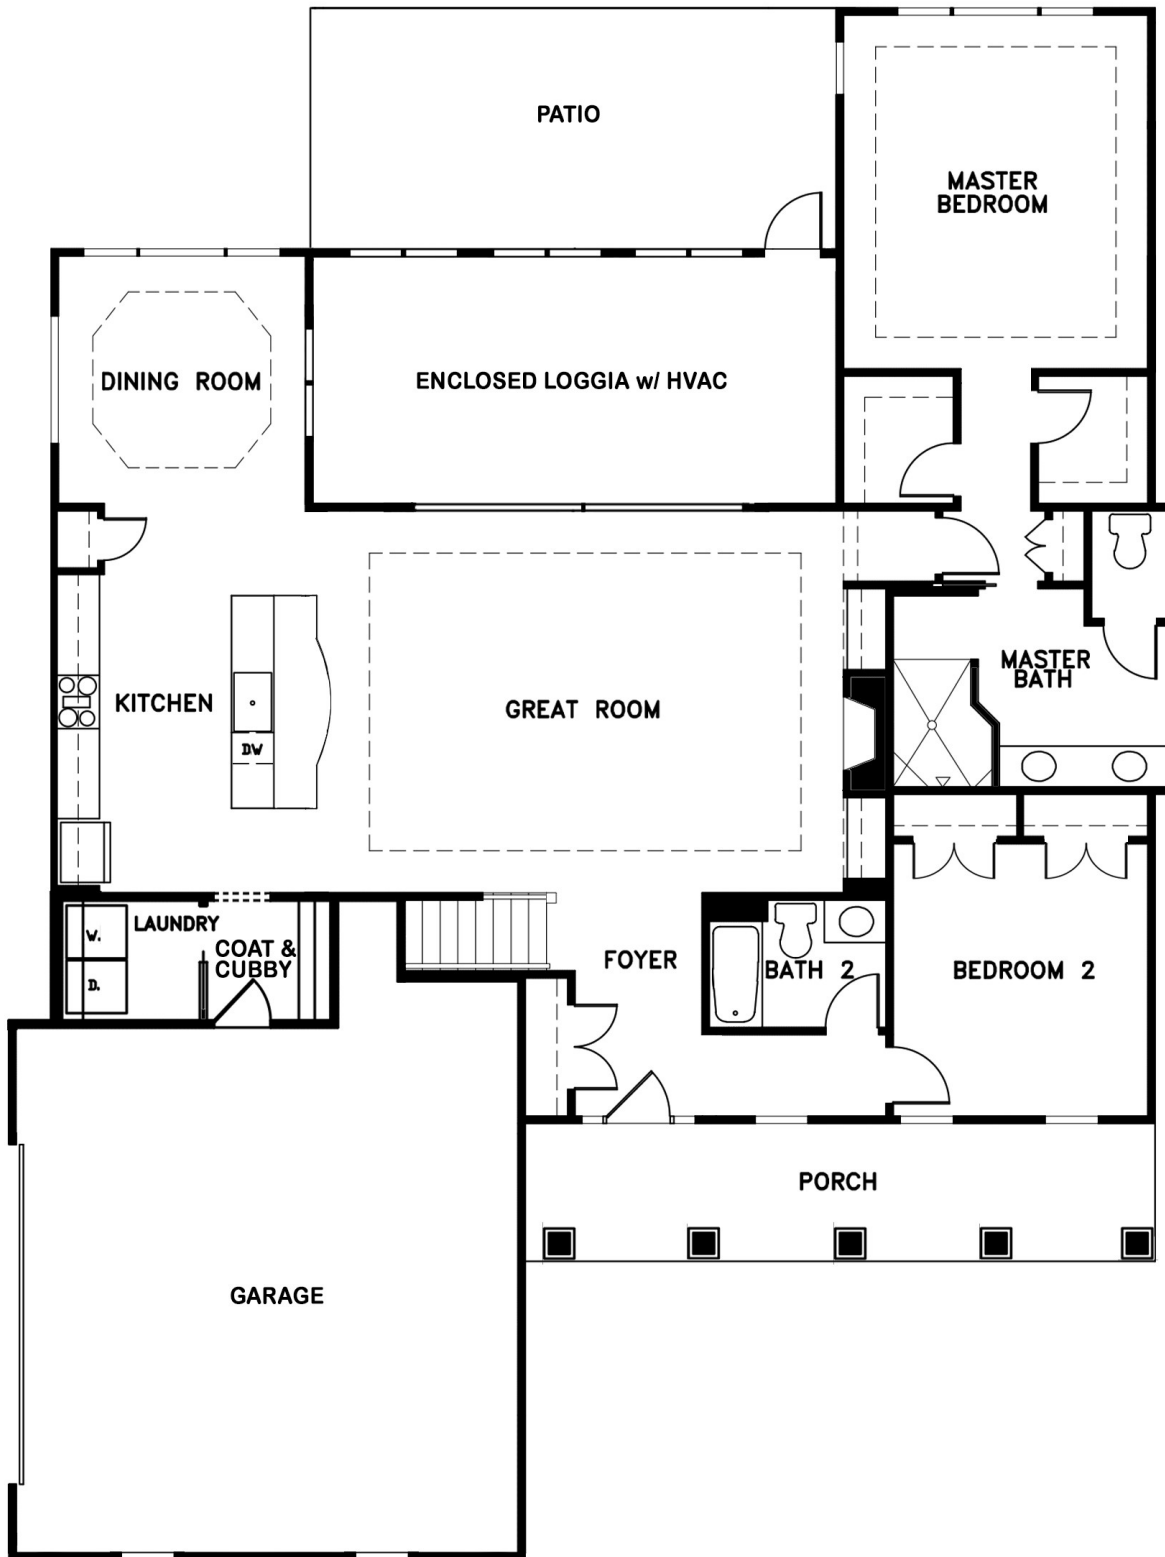 PATIO
MASTER
BEDROOM
DINING ROOM
ENCLOSED LOGGIA w/ HVAC
KITCHEN
DW
GREAT ROOM
MASTER
BATH
LAUNDRY
W.
D.
COAT &
CUBBY
FOYER
BATH 2
BEDROOM 2
PORCH
GARAGE